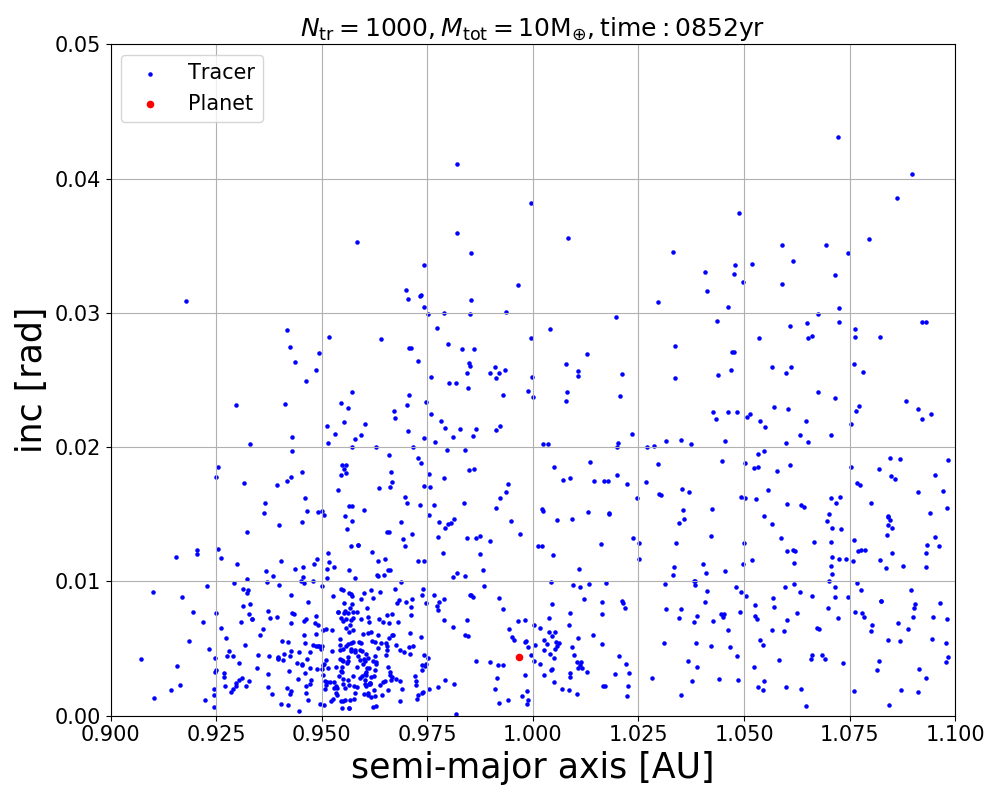 N_tr = 1000, M_tot = 10M_⊕, time : 0852yr
Tracer
Planet
0.05
0.04
0.03
0.02
0.01
0.00
inc [rad]
0.900 0.925 0.950 0.975 1.000 1.025 1.050 1.075 1.100
semi-major axis [AU]